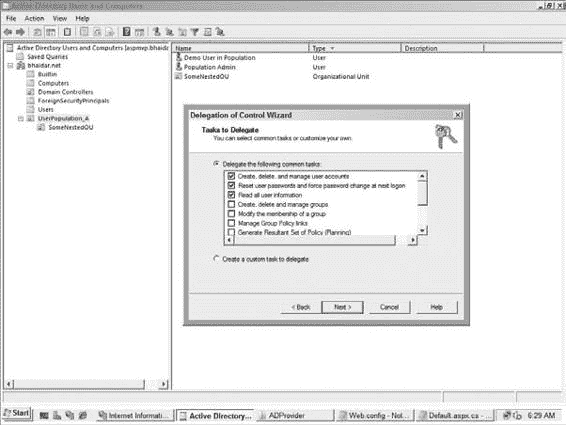 Active Directory Users and Computers
File Action View Help
Active Directory Users and Computers [aspmvp.bhaidar.net]
Saved Queries
bhaidar.net
Builtin
Computers
Domain Controllers
ForeignSecurityPrincipals
Users
UserPopulation_A
SomeNestedOU
Name Type Description
Demo User in Population User
Population Admin User
SomeNestedOU Organizational Unit
Delegation of Control Wizard
Tasks to Delegate
You can select common tasks or customize your own.
Delegate the following common tasks:
Create, delete, and manage user accounts
Reset user passwords and force password change at next logon
Read all user information
Create, delete and manage groups
Modify the membership of a group
Manage Group Policy links
Generate Resultant Set of Policy (Planning)
Create a custom task to delegate
< Back Next > Cancel Help
Start Internet Informati... Active Directory... ADProvider Web.config - Not... Default.aspx.cs - ... 6:29 AM